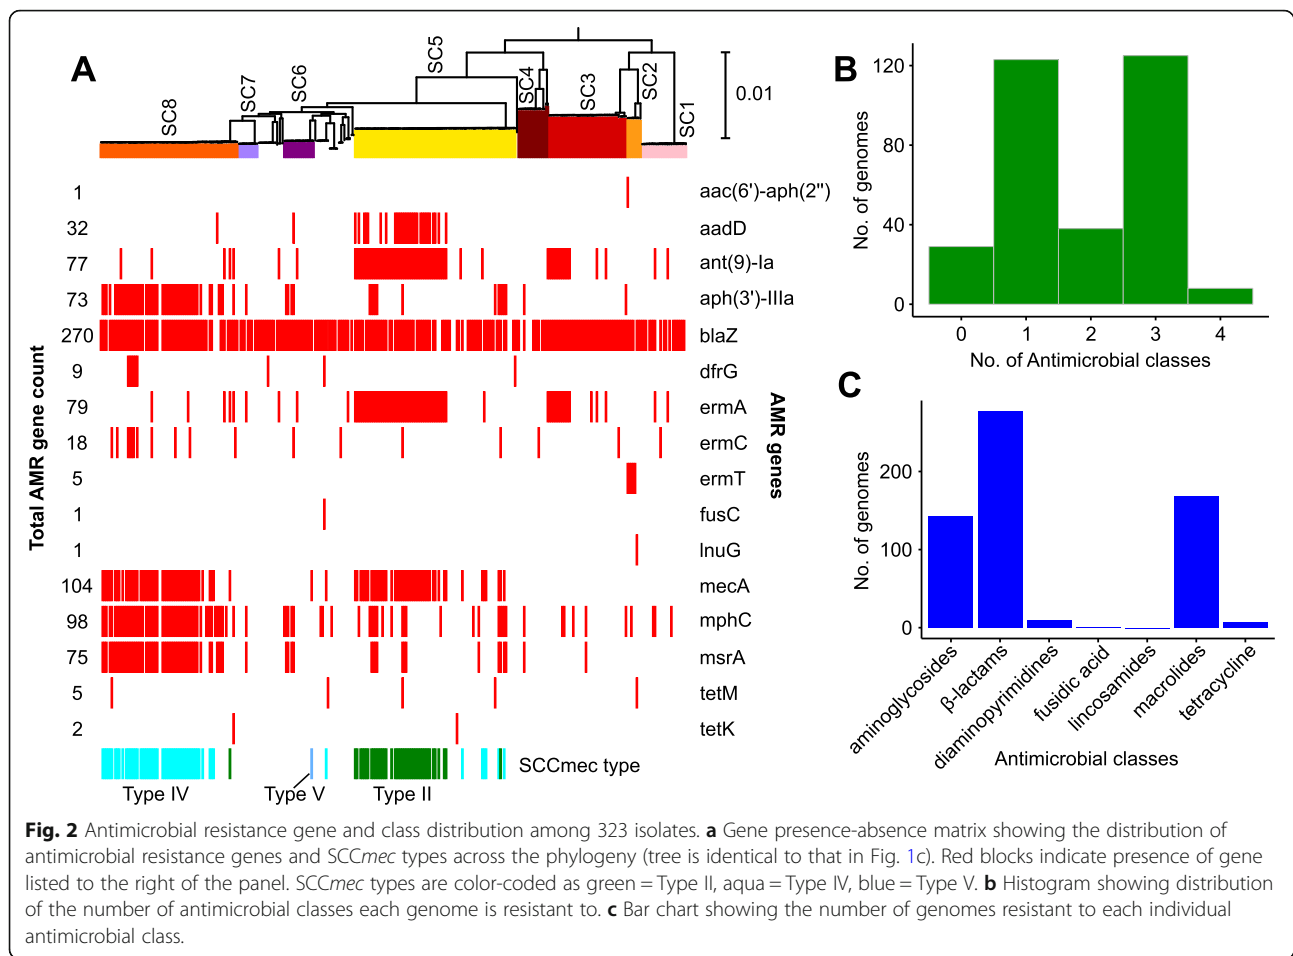 A
SC8
SC7
SC6
SC5
SC4
SC3
SC2
SC1
0.01
Total AMR gene count
AMR genes
1 aac(6')-aph(2'')
32 aadD
77 ant(9)-Ia
73 aph(3')-IIIa
270 blaZ
9 dfrG
79 ermA
18 ermC
5 ermT
1 fusC
1 lnuG
104 mecA
98 mphC
75 msrA
5 tetM
2 tetK
SCCmec type
Type IV Type V Type II
B
No. of genomes
120
80
40
0
0 1 2 3 4
No. of Antimicrobial classes
C
No. of genomes
200
100
0
aminoglycosides
β-lactams
diaminopyrimidines
fusidic acid
lincosamides
macrolides
tetracycline
Antimicrobial classes
Fig. 2 Antimicrobial resistance gene and class distribution among 323 isolates. a Gene presence-absence matrix showing the distribution of
antimicrobial resistance genes and SCCmec types across the phylogeny (tree is identical to that in Fig. 1c). Red blocks indicate presence of gene
listed to the right of the panel. SCCmec types are color-coded as green = Type II, aqua = Type IV, blue = Type V. b Histogram showing distribution
of the number of antimicrobial classes each genome is resistant to. c Bar chart showing the number of genomes resistant to each individual
antimicrobial class.